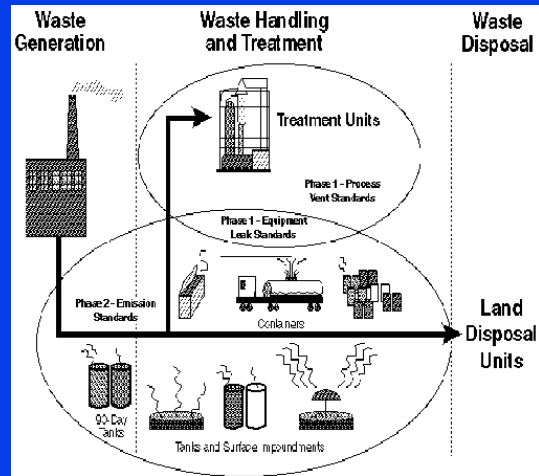 Waste
Generation
Waste Handling
and Treatment
Waste
Disposal
Treatment Units
Phase 1 - Process
Vent Standards
Phase 1 - Equipment
Leak Standards
Phase 2 - Emission
Standards
Containers
Land
Disposal
Units
90-Day
Tanks
Tanks and Surface Impoundments